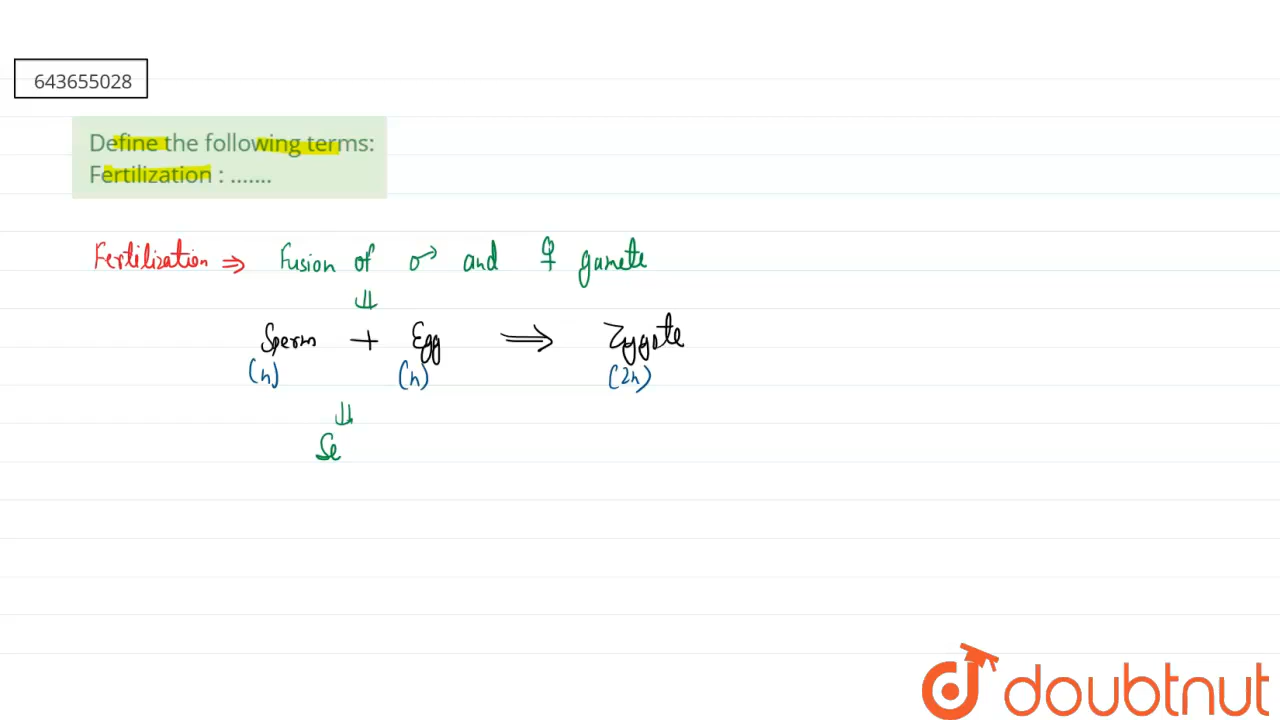 643655028
Define the following terms:
Fertilization : .......
Fertilization ⇒ Fusion of ♂ and ♀ gamete
⇓
Sperm + Egg ⟹ Zygote
(n) (n) (2n)
⇓
Se
doubtnut